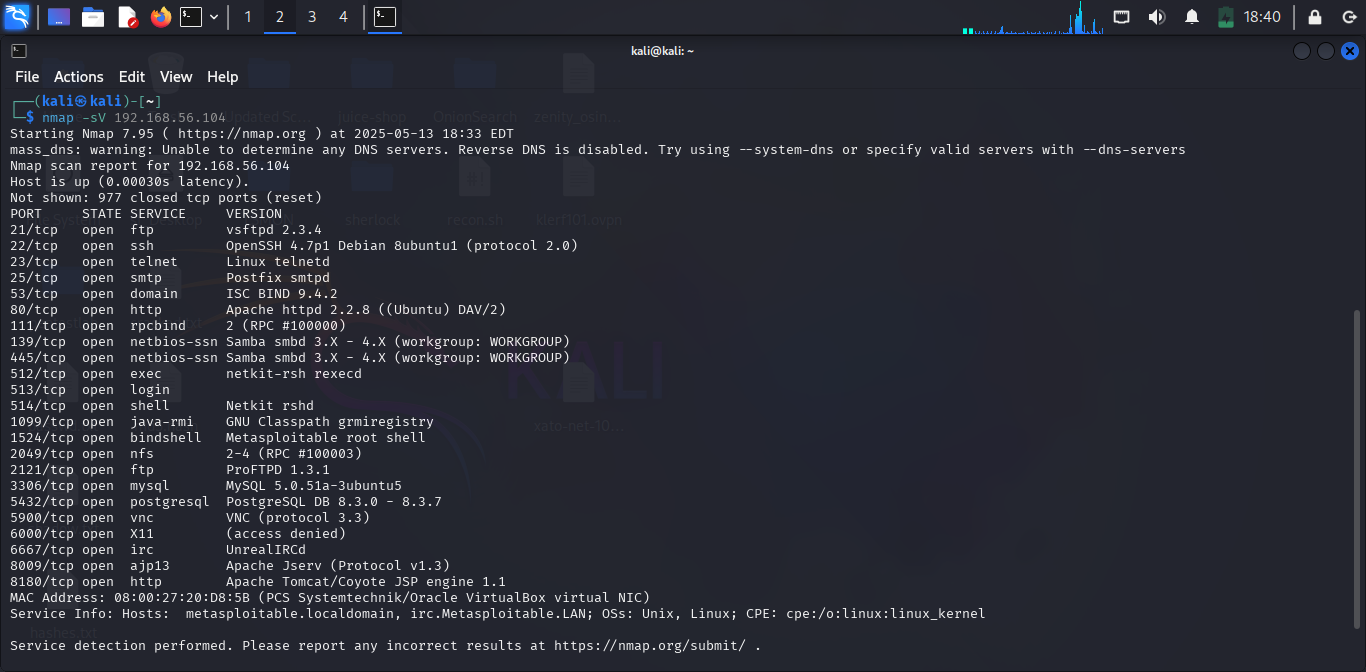 1 2 3 4 18:40
kali@kali: ~
File Actions Edit View Help
┌──(kali㉿kali)-[~]
└─$ nmap -sV 192.168.56.104
Starting Nmap 7.95 ( https://nmap.org ) at 2025-05-13 18:33 EDT
mass_dns: warning: Unable to determine any DNS servers. Reverse DNS is disabled. Try using --system-dns or specify valid servers with --dns-servers
Nmap scan report for 192.168.56.104
Host is up (0.00030s latency).
Not shown: 977 closed tcp ports (reset)
PORT     STATE SERVICE     VERSION
21/tcp   open  ftp         vsftpd 2.3.4
22/tcp   open  ssh         OpenSSH 4.7p1 Debian 8ubuntu1 (protocol 2.0)
23/tcp   open  telnet      Linux telnetd
25/tcp   open  smtp        Postfix smtpd
53/tcp   open  domain      ISC BIND 9.4.2
80/tcp   open  http        Apache httpd 2.2.8 ((Ubuntu) DAV/2)
111/tcp  open  rpcbind     2 (RPC #100000)
139/tcp  open  netbios-ssn Samba smbd 3.X - 4.X (workgroup: WORKGROUP)
445/tcp  open  netbios-ssn Samba smbd 3.X - 4.X (workgroup: WORKGROUP)
512/tcp  open  exec        netkit-rsh rexecd
513/tcp  open  login
514/tcp  open  shell       Netkit rshd
1099/tcp open  java-rmi    GNU Classpath grmiregistry
1524/tcp open  bindshell   Metasploitable root shell
2049/tcp open  nfs         2-4 (RPC #100003)
2121/tcp open  ftp         ProFTPD 1.3.1
3306/tcp open  mysql       MySQL 5.0.51a-3ubuntu5
5432/tcp open  postgresql  PostgreSQL DB 8.3.0 - 8.3.7
5900/tcp open  vnc         VNC (protocol 3.3)
6000/tcp open  X11         (access denied)
6667/tcp open  irc         UnrealIRCd
8009/tcp open  ajp13       Apache Jserv (Protocol v1.3)
8180/tcp open  http        Apache Tomcat/Coyote JSP engine 1.1
MAC Address: 08:00:27:20:D8:5B (PCS Systemtechnik/Oracle VirtualBox virtual NIC)
Service Info: Hosts:  metasploitable.localdomain, irc.Metasploitable.LAN; OSs: Unix, Linux; CPE: cpe:/o:linux:linux_kernel
Service detection performed. Please report any incorrect results at https://nmap.org/submit/ .
juice-shop
OnionSearch
zenity_osin...
sherlock
recon.sh
KALI
xato-net-10...
hashes.txt